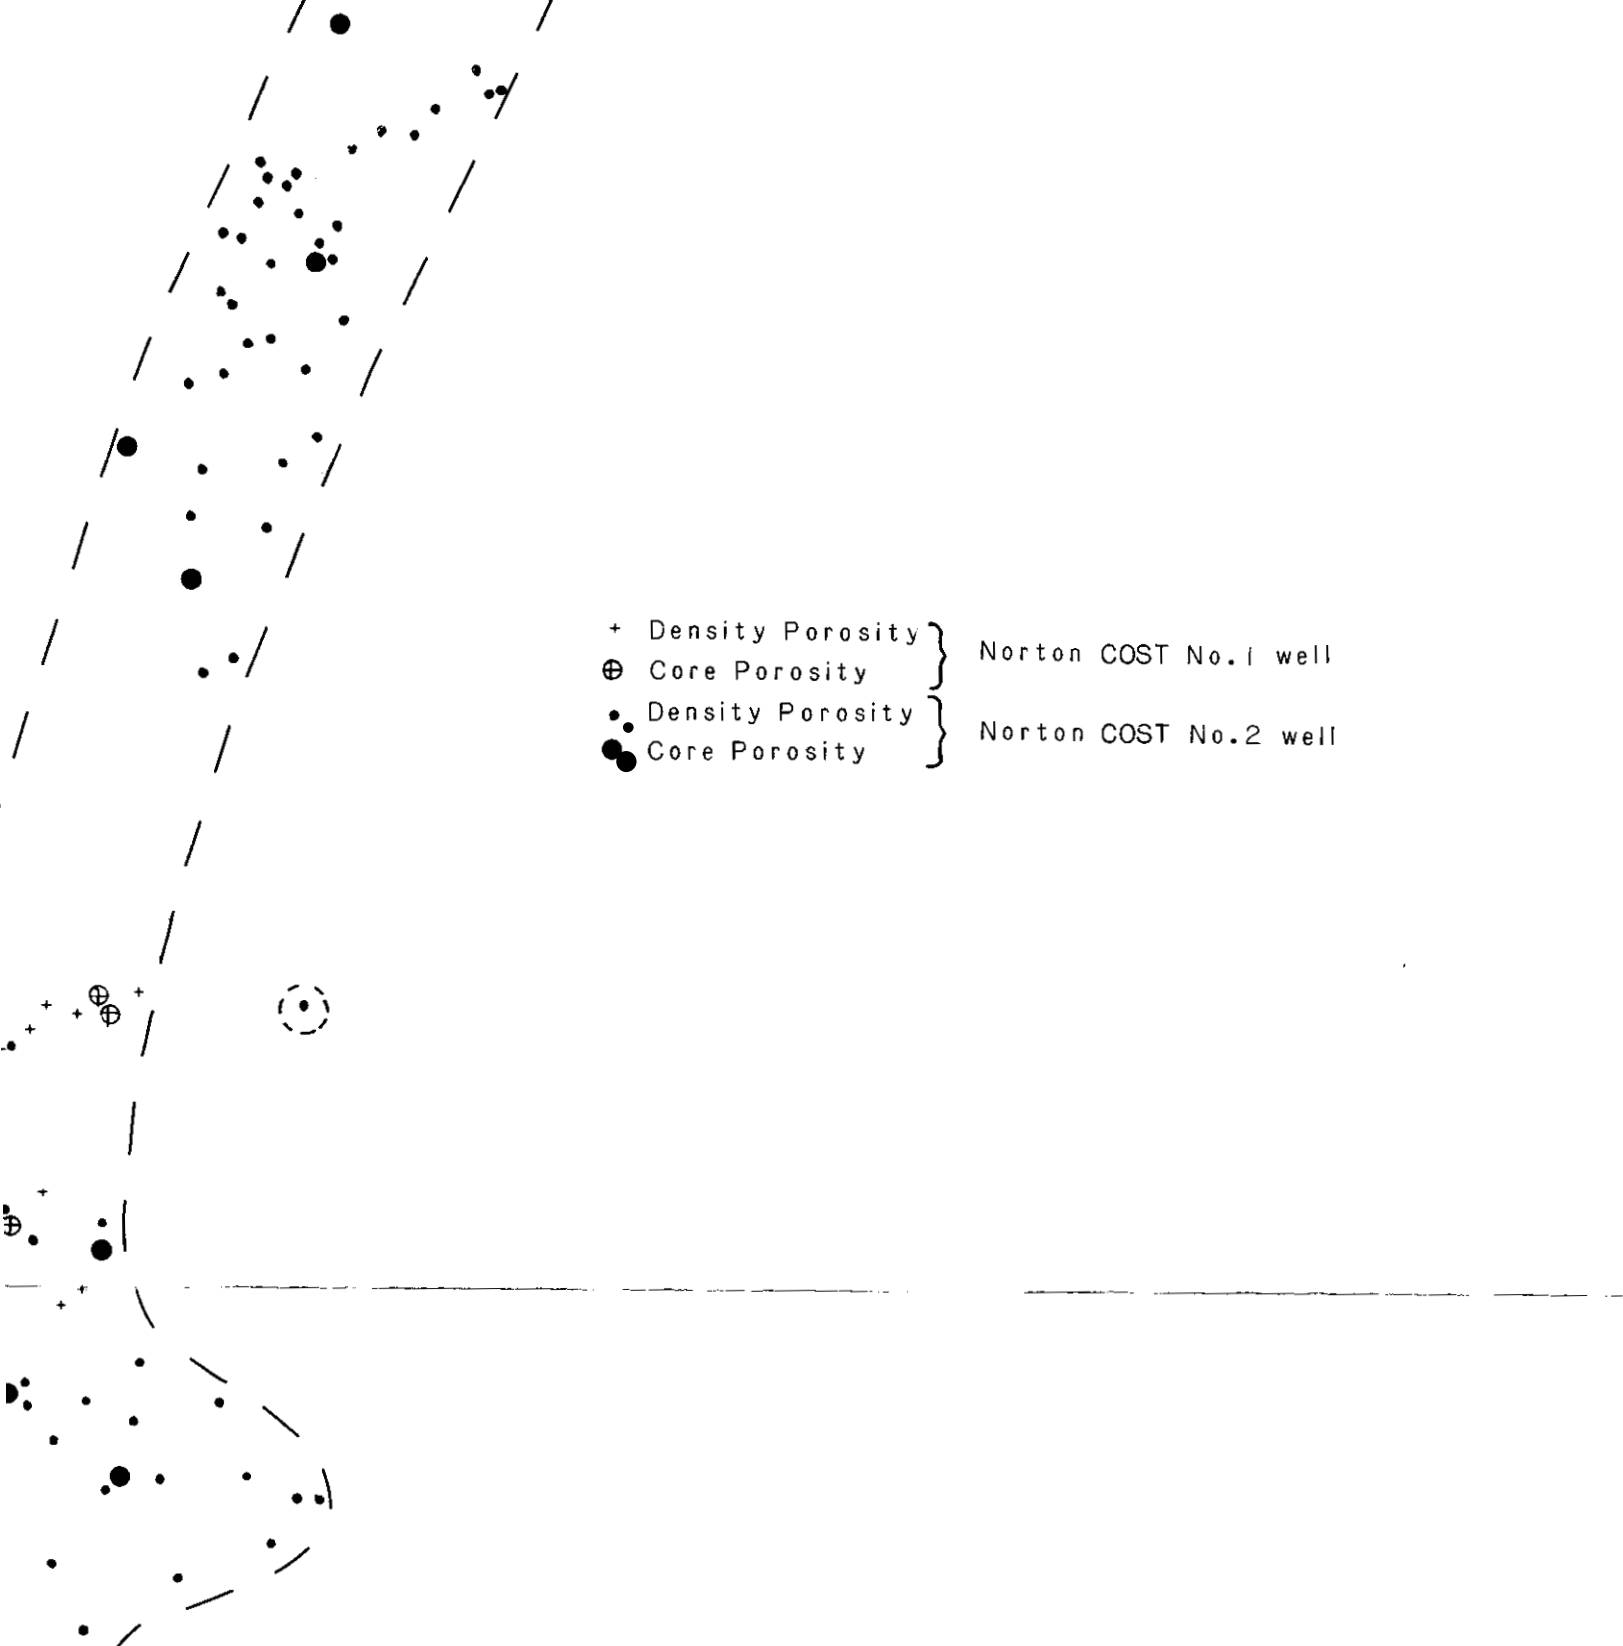 + Density Porosity
⊕ Core Porosity
} Norton COST No.1 well
Density Porosity
Core Porosity
} Norton COST No.2 well